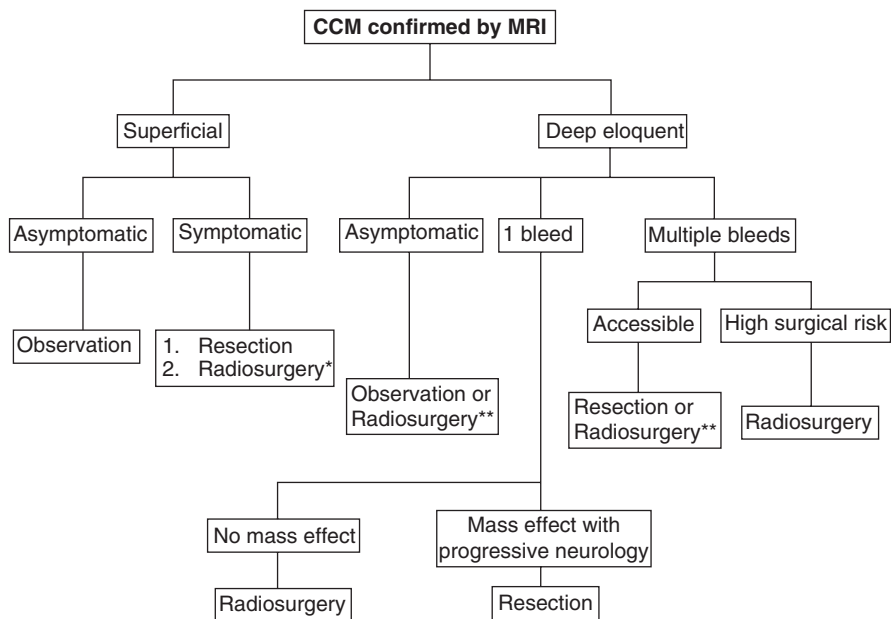 CCM confirmed by MRI
Superficial
Deep eloquent
Asymptomatic
Symptomatic
Asymptomatic
1 bleed
Multiple bleeds
Observation
1. Resection
2. Radiosurgery*
Observation or
Radiosurgery**
Accessible
High surgical risk
Resection or
Radiosurgery**
Radiosurgery
No mass effect
Mass effect with
progressive neurology
Radiosurgery
Resection